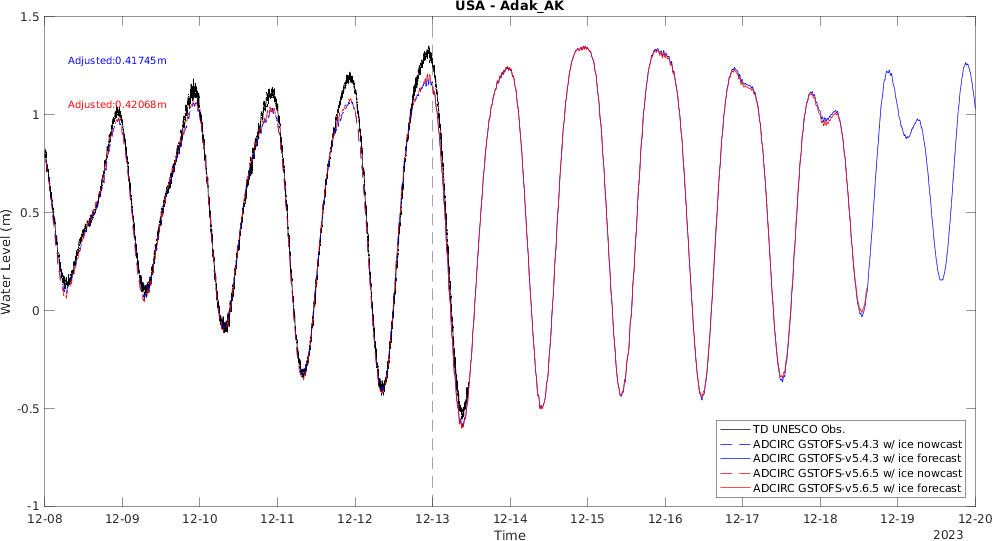 USA - Adak_AK
1.5
1
0.5
0
-0.5
-1
Water Level (m)
Adjusted:0.41745m
Adjusted:0.42068m
TD UNESCO Obs.
ADCIRC GSTOFS-v5.4.3 w/ ice nowcast
ADCIRC GSTOFS-v5.4.3 w/ ice forecast
ADCIRC GSTOFS-v5.6.5 w/ ice nowcast
ADCIRC GSTOFS-v5.6.5 w/ ice forecast
12-08 12-09 12-10 12-11 12-12 12-13 12-14 12-15 12-16 12-17 12-18 12-19 12-20
Time
2023